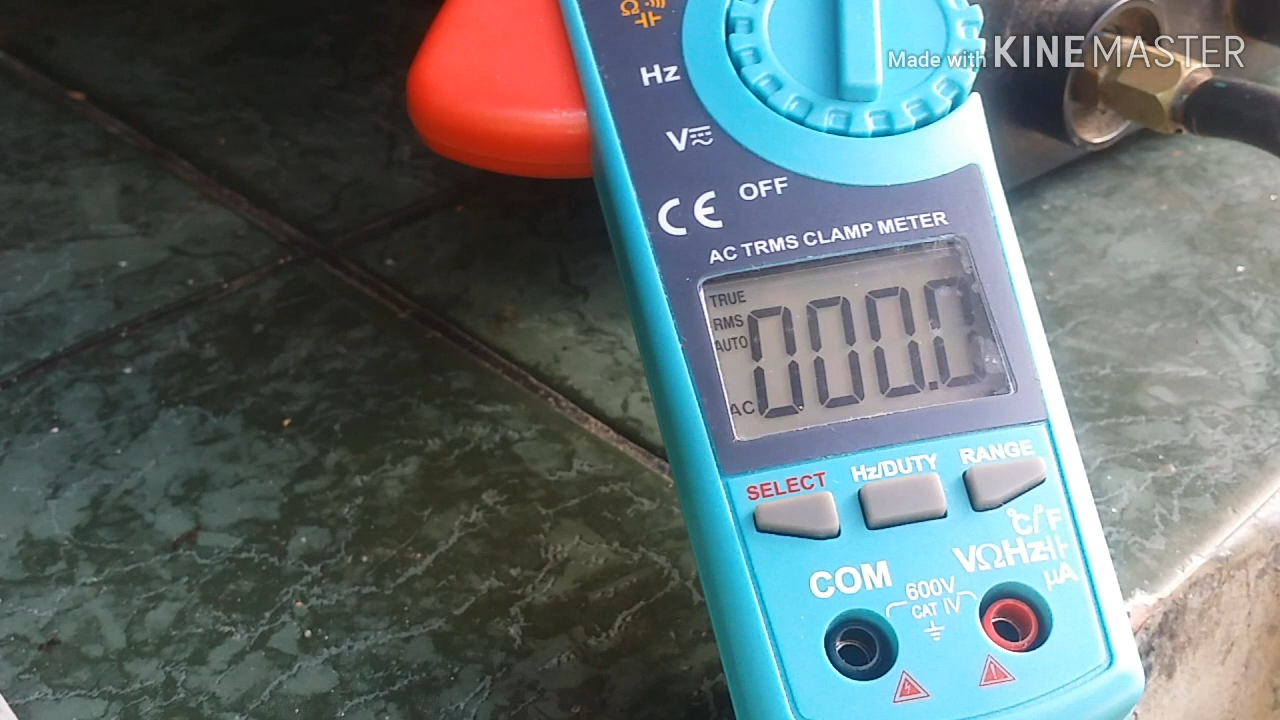 Ω
Made with KINEMASTER
Hz
V
CE OFF
AC TRMS CLAMP METER
TRUE
RMS
AUTO
AC 000.0
SELECT Hz/DUTY RANGE
°C/°F
COM VΩHz
µA
600V
CAT IV